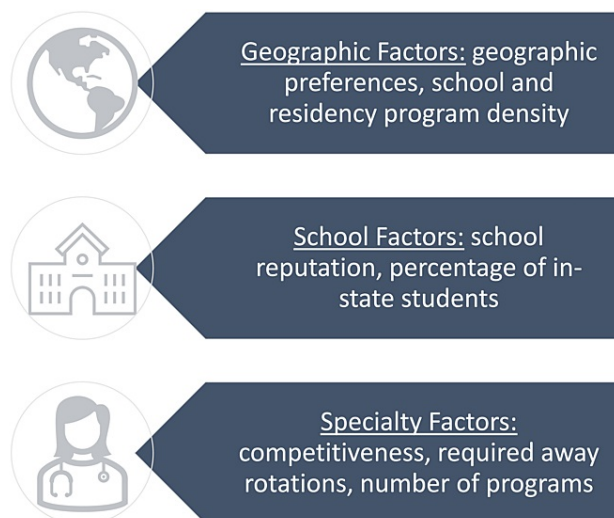 Geographic Factors: geographic
preferences, school and
residency program density
School Factors: school
reputation, percentage of in-
state students
Specialty Factors:
competitiveness, required away
rotations, number of programs